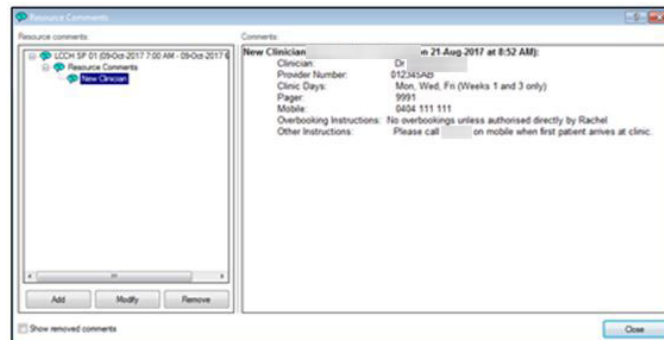 Resource Comments
Resource comments:
LCCH SP 01 (09-Oct-2017 7:00 AM - 09-Oct-2017 6
Resource Comments
New Clinician
Add Modify Remove
Show removed comments
Comments:
New Clinician on 21-Aug-2017 at 8:52 AM):
Clinician: Dr
Provider Number: 012345AB
Clinic Days: Mon, Wed, Fri (Weeks 1 and 3 only)
Pager: 9991
Mobile: 0404 111 111
Overbooking Instructions: No overbookings unless authorised directly by Rachel
Other Instructions: Please call on mobile when first patient arrives at clinic.
Close